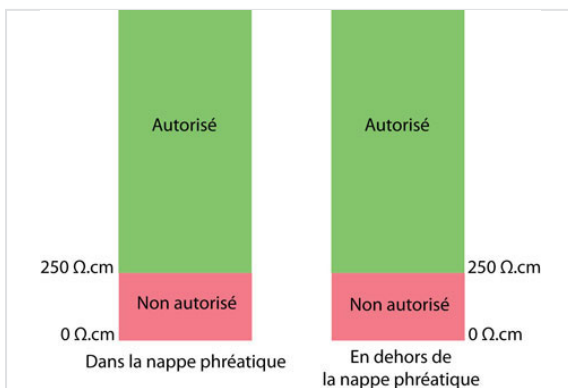 Autorisé
Autorisé
250 Ω.cm
250 Ω.cm
Non autorisé
Non autorisé
0 Ω.cm
0 Ω.cm
Dans la nappe phréatique
En dehors de
la nappe phréatique